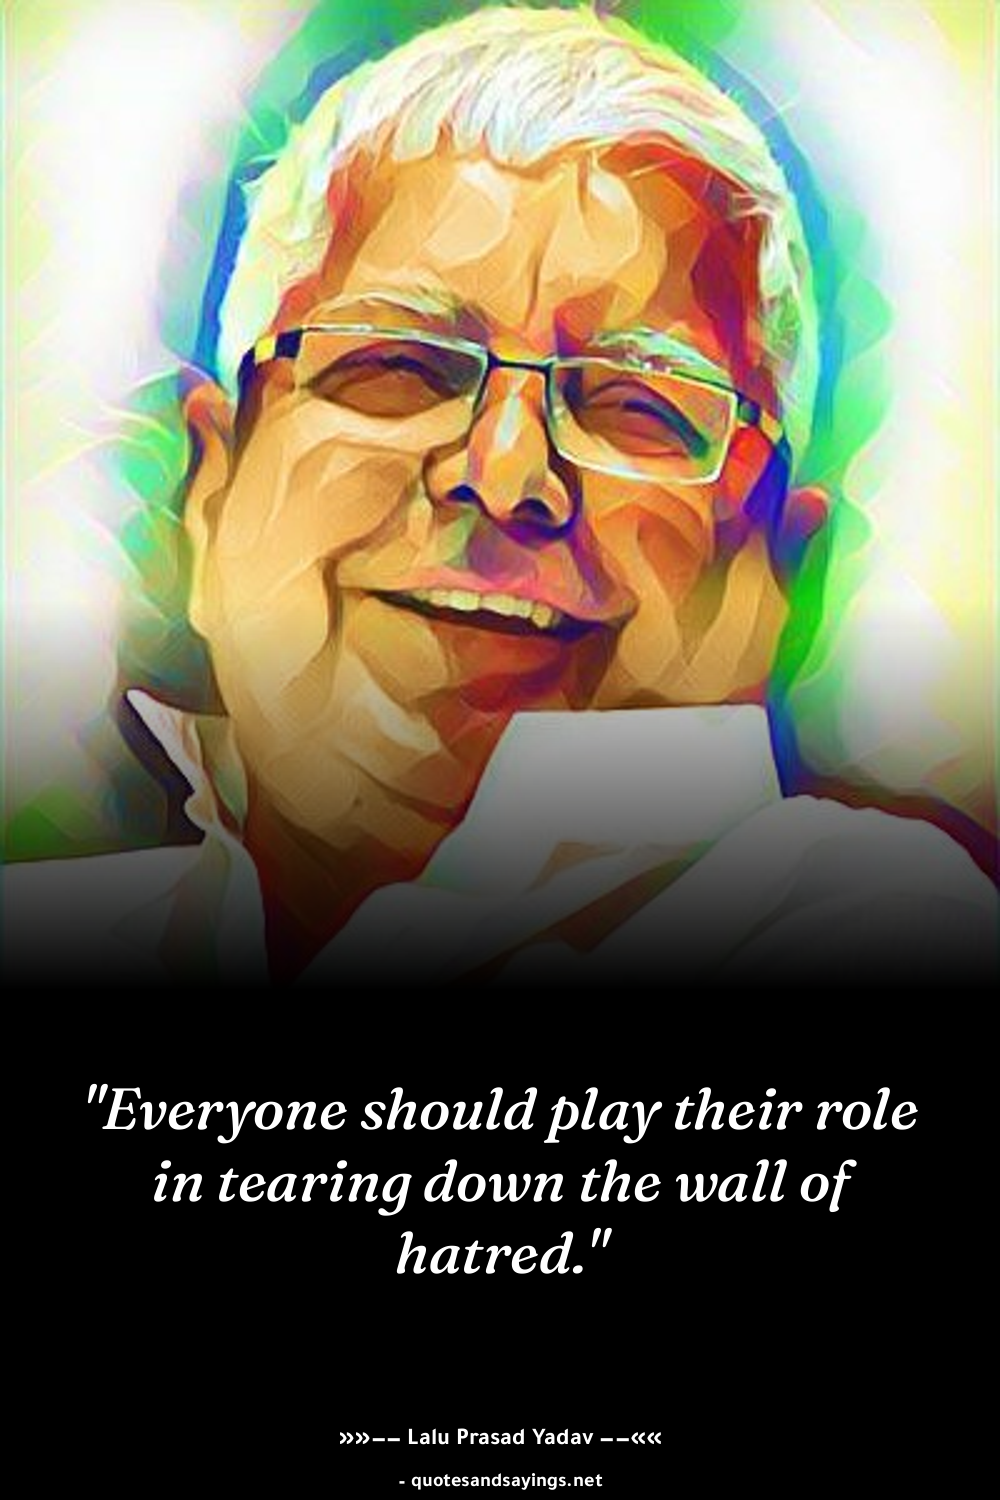 "Everyone should play their role
in tearing down the wall of
hatred."
»»–– Lalu Prasad Yadav ––««
- quotesandsayings.net